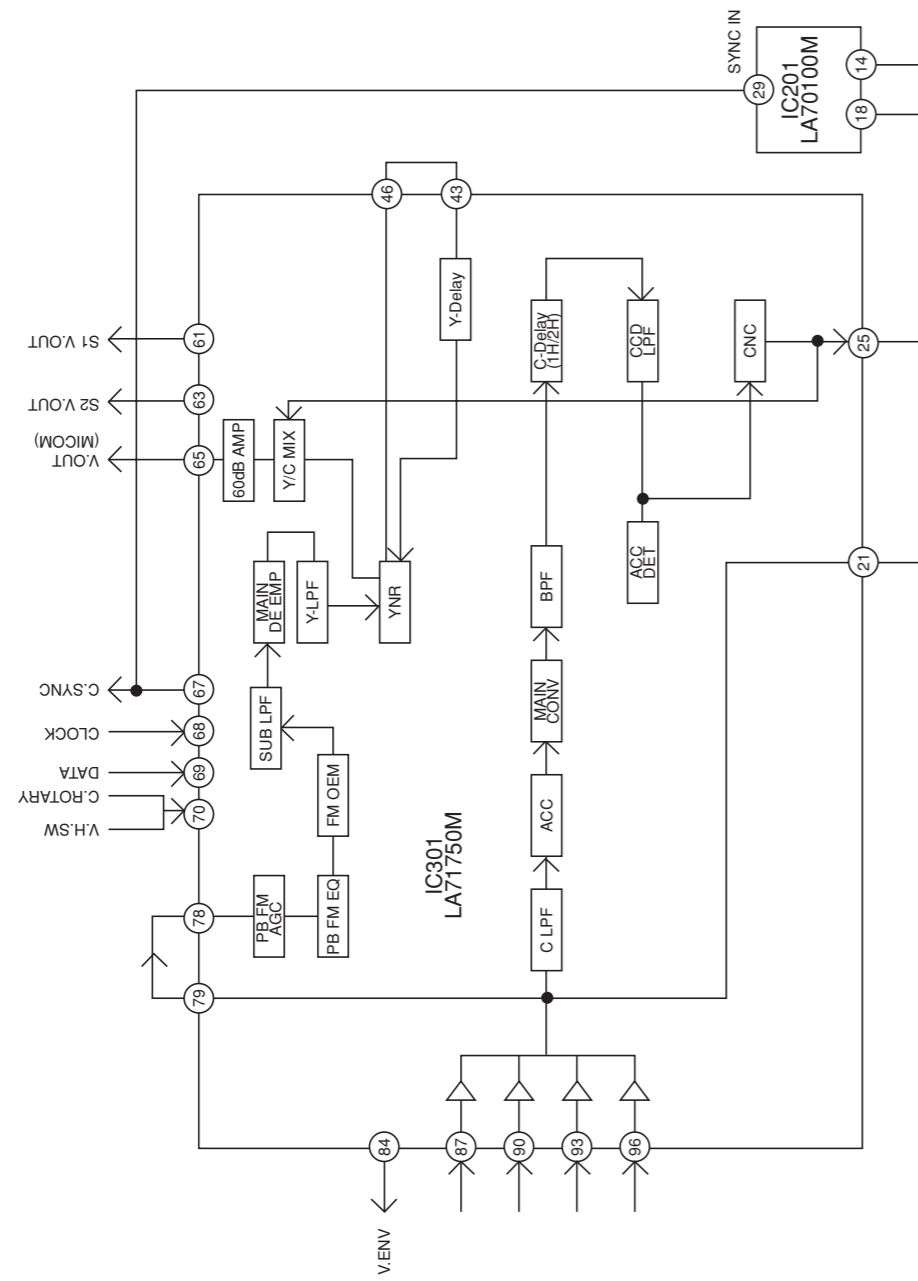 SYNC IN
29
IC201
LA70100M
14
18
46
43
Y-Delay
S1 V.OUT
61
S2 V.OUT
63
V.OUT
(MICOM)
65
60dB AMP
Y/C MIX
C-Delay
(1H/2H)
CCD
LPF
CNC
25
MAIN
DE EMP
Y-LPF
YNR
BPF
ACC
DET
21
C.SYNC
67
CLOCK
68
DATA
69
C.ROTARY
V.H.SW
70
SUB LPF
FM OEM
MAIN
CONV
ACC
IC301
LA71750M
78
PB FM
AGC
PB FM EQ
C LPF
79
84
V.ENV
87
90
93
96